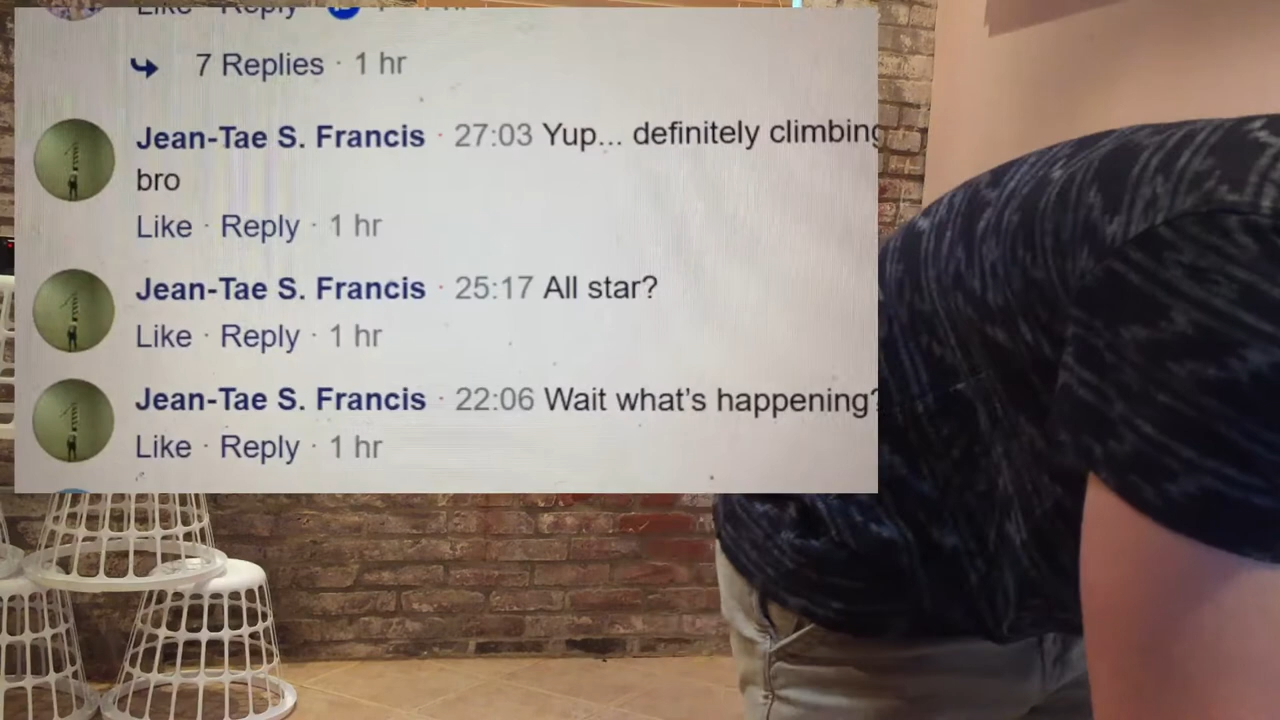 Like · Reply
7 Replies · 1 hr
Jean-Tae S. Francis · 27:03 Yup... definitely climbing
bro
Like · Reply · 1 hr
Jean-Tae S. Francis · 25:17 All star?
Like · Reply · 1 hr
Jean-Tae S. Francis · 22:06 Wait what's happening?
Like · Reply · 1 hr